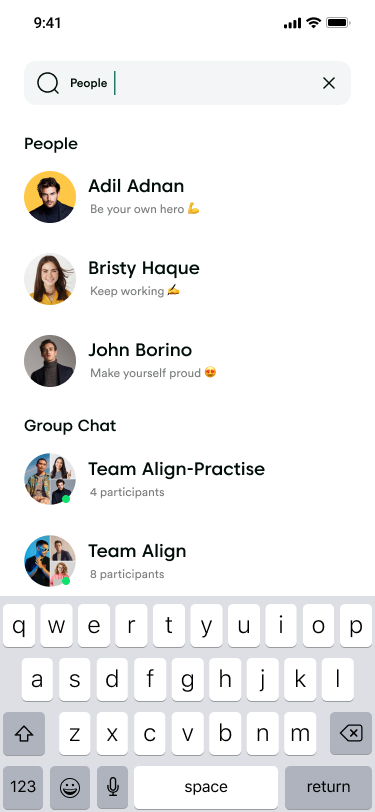 9:41
People
People
Adil Adnan
Be your own hero 💪
Bristy Haque
Keep working ✍
John Borino
Make yourself proud 😍
Group Chat
Team Align-Practise
4 participants
Team Align
8 participants
q w e r t y u i o p
a s d f g h j k l
z x c v b n m
123 space return